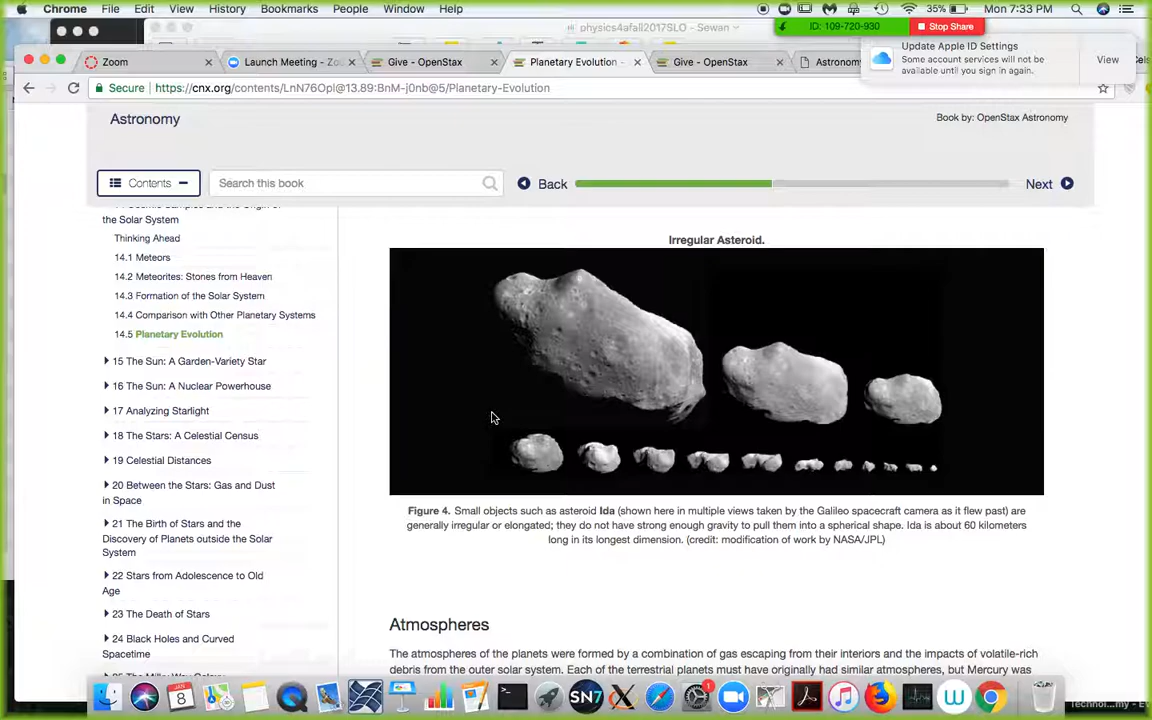 Chrome File Edit View History Bookmarks People Window Help 35% Mon 7:33 PM
physics4afall2017SLO - Sewan
ID: 109-720-930 Stop Share
Update Apple ID Settings
Some account services will not be
available until you sign in again.
View
Zoom Launch Meeting - Zo Give - OpenStax Planetary Evolution - Give - OpenStax Astronomy
Secure https://cnx.org/contents/LnN76Opl@13.89:BnM-j0nb@5/Planetary-Evolution
Astronomy Book by: OpenStax Astronomy
Contents Search this book Back Next
the Solar System
Thinking Ahead
14.1 Meteors
14.2 Meteorites: Stones from Heaven
14.3 Formation of the Solar System
14.4 Comparison with Other Planetary Systems
14.5 Planetary Evolution
15 The Sun: A Garden-Variety Star
16 The Sun: A Nuclear Powerhouse
17 Analyzing Starlight
18 The Stars: A Celestial Census
19 Celestial Distances
20 Between the Stars: Gas and Dust
in Space
21 The Birth of Stars and the
Discovery of Planets outside the Solar
System
22 Stars from Adolescence to Old
Age
23 The Death of Stars
24 Black Holes and Curved
Spacetime
Irregular Asteroid.
Figure 4. Small objects such as asteroid Ida (shown here in multiple views taken by the Galileo spacecraft camera as it flew past) are
generally irregular or elongated; they do not have strong enough gravity to pull them into a spherical shape. Ida is about 60 kilometers
long in its longest dimension. (credit: modification of work by NASA/JPL)
Atmospheres
The atmospheres of the planets were formed by a combination of gas escaping from their interiors and the impacts of volatile-rich
debris from the outer solar system. Each of the terrestrial planets must have originally had similar atmospheres, but Mercury was
JAN
8
SN7
1
W